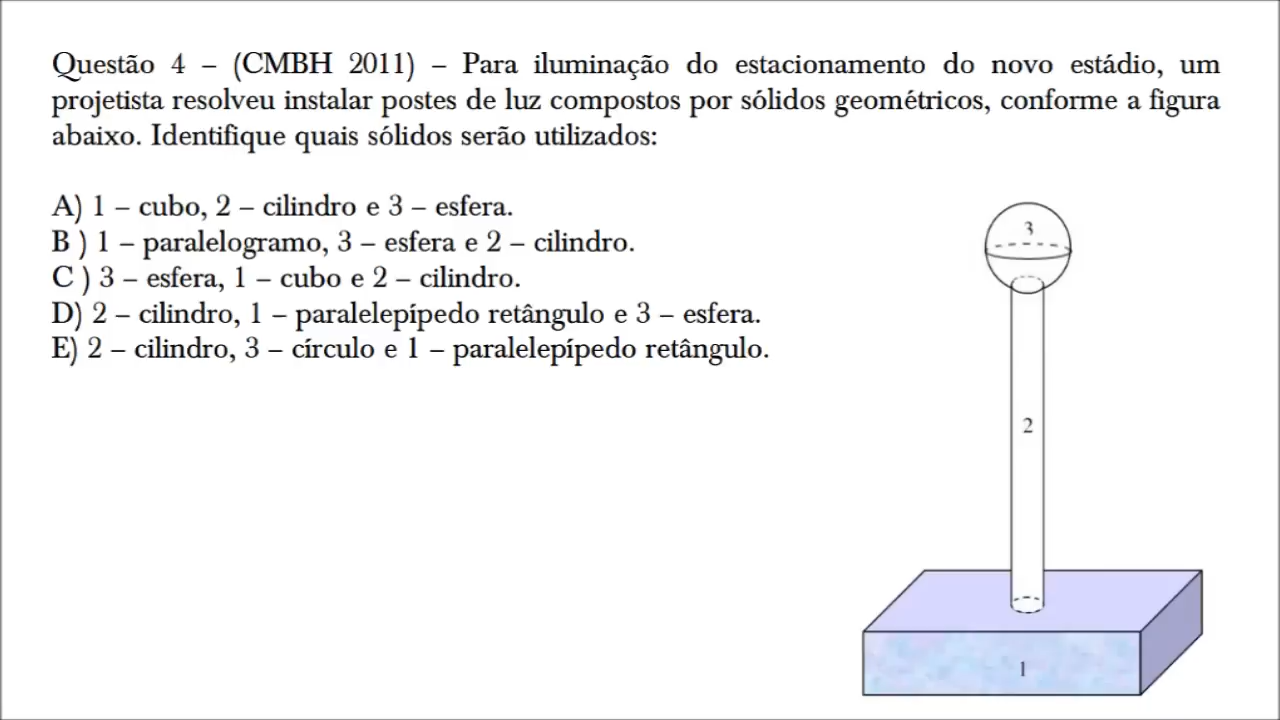 Questão 4 – (CMBH 2011) – Para iluminação do estacionamento do novo estádio, um
projetista resolveu instalar postes de luz compostos por sólidos geométricos, conforme a figura
abaixo. Identifique quais sólidos serão utilizados:
A) 1 – cubo, 2 – cilindro e 3 – esfera.
B ) 1 – paralelogramo, 3 – esfera e 2 – cilindro.
C ) 3 – esfera, 1 – cubo e 2 – cilindro.
D) 2 – cilindro, 1 – paralelepípedo retângulo e 3 – esfera.
E) 2 – cilindro, 3 – círculo e 1 – paralelepípedo retângulo.
3
2
1